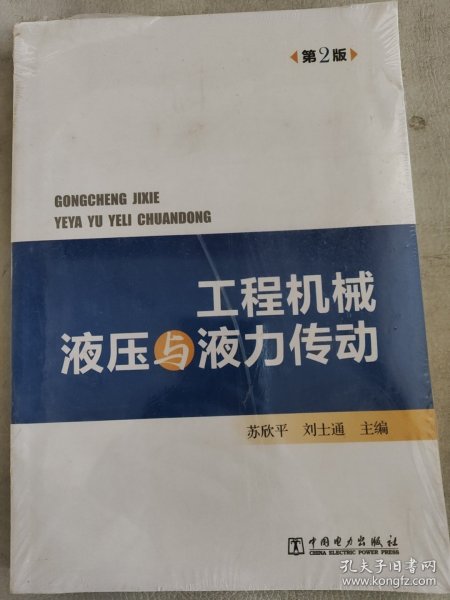 第2版
GONGCHENG JIXIE
YEYA YU YELI CHUANDONG
工程机械
液压与液力传动
苏欣平 刘士通 主编
中国电力出版社
CHINA ELECTRIC POWER PRESS
孔夫子旧书网
www.kongfz.com